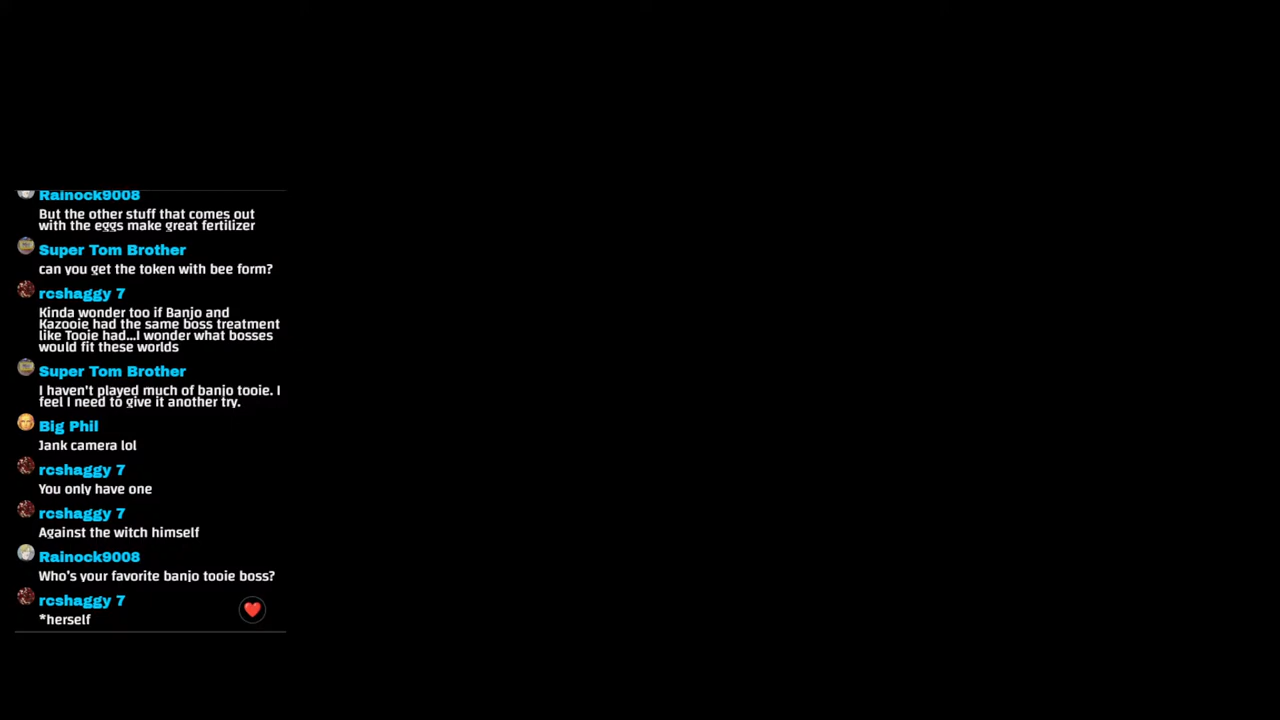 Rainock9008
But the other stuff that comes out
with the eggs make great fertilizer
Super Tom Brother
can you get the token with bee form?
rcshaggy 7
Kinda wonder too if Banjo and
Kazooie had the same boss treatment
like Tooie had...I wonder what bosses
would fit these worlds
Super Tom Brother
I haven't played much of banjo tooie. I
feel I need to give it another try.
Big Phil
Jank camera lol
rcshaggy 7
You only have one
rcshaggy 7
Against the witch himself
Rainock9008
Who's your favorite banjo tooie boss?
rcshaggy 7
*herself